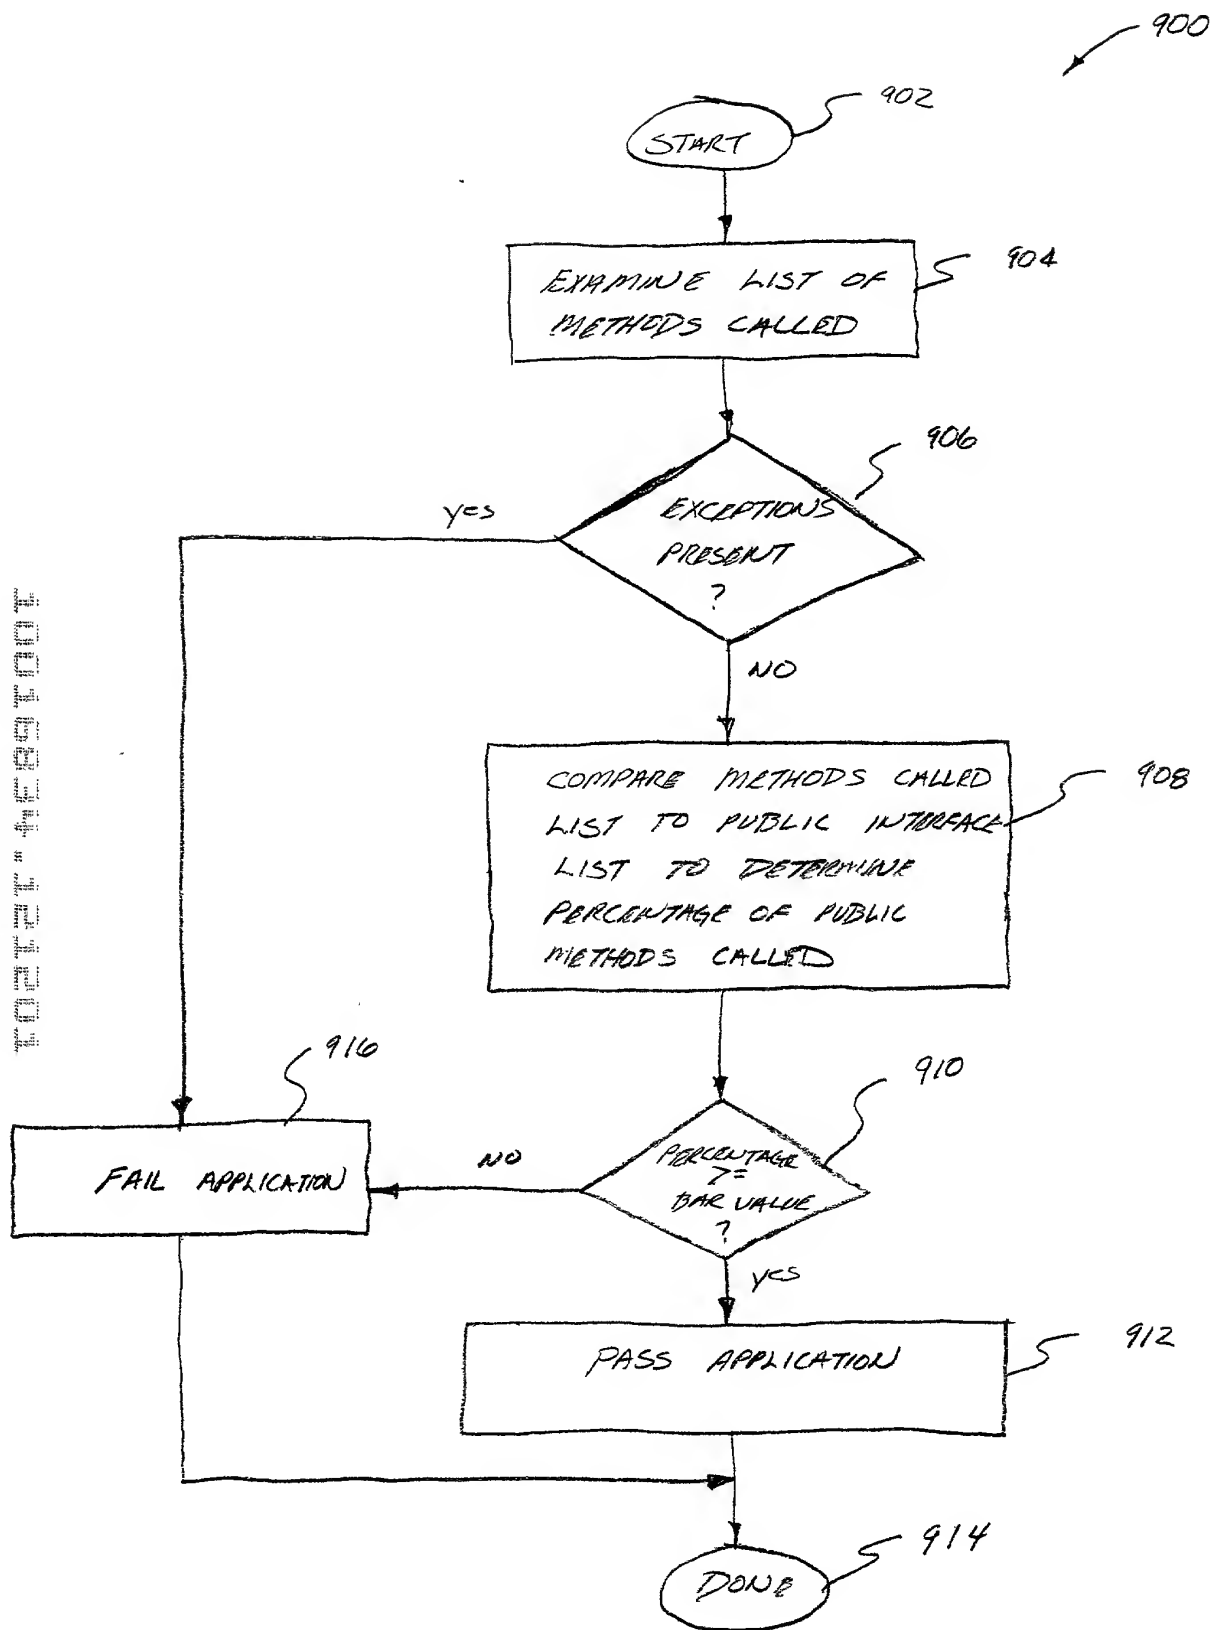 900
902
START
904
EXAMINE LIST OF
METHODS CALLED
906
EXCEPTIONS
PRESENT
?
yes
NO
908
COMPARE METHODS CALLED
LIST TO PUBLIC INTERFACE
LIST TO DETERMINE
PERCENTAGE OF PUBLIC
METHODS CALLED
916
910
FAIL APPLICATION
NO
PERCENTAGE
>=
BAR VALUE
?
yes
912
PASS APPLICATION
914
DONE
10018834.121201